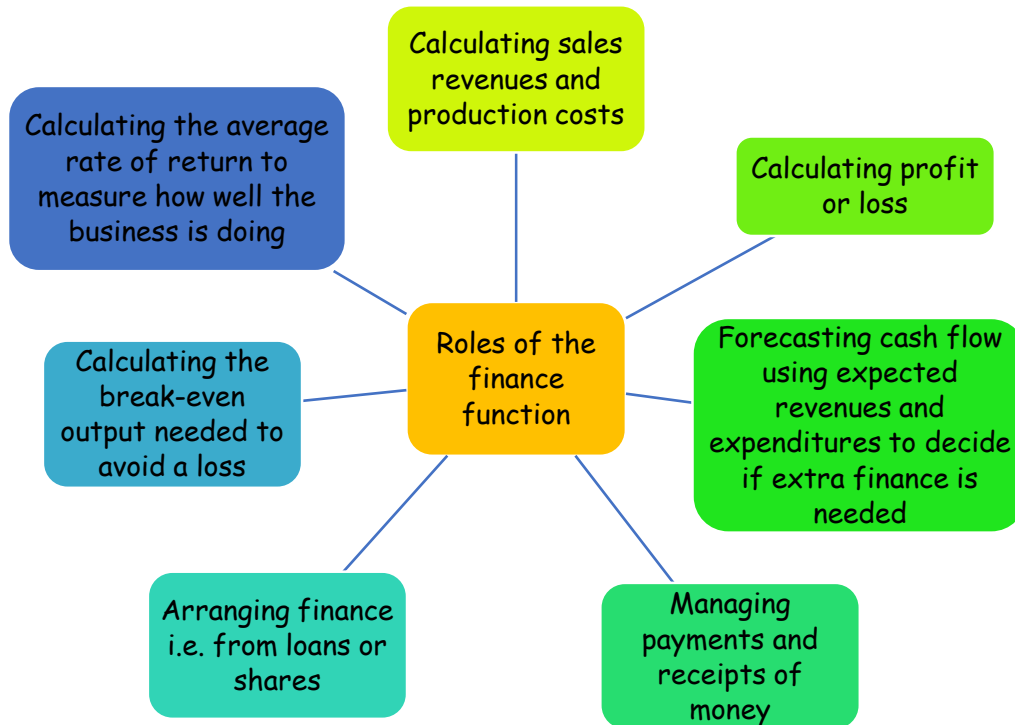 Calculating sales
revenues and
production costs
Calculating the average
rate of return to
measure how well the
business is doing
Calculating profit
or loss
Roles of the
finance
function
Forecasting cash flow
using expected
revenues and
expenditures to decide
if extra finance is
needed
Calculating the
break-even
output needed to
avoid a loss
Arranging finance
i.e. from loans or
shares
Managing
payments and
receipts of
money